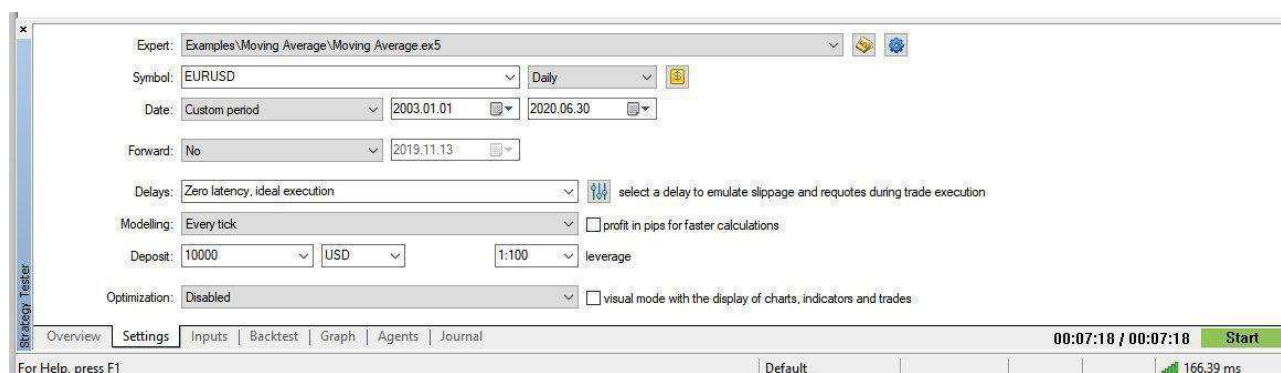 Expert: Examples\Moving Average\Moving Average.ex5
Symbol: EURUSD Daily
Date: Custom period 2003.01.01 2020.06.30
Forward: No 2019.11.13
Delays: Zero latency, ideal execution select a delay to emulate slippage and requotes during trade execution
Modelling: Every tick profit in pips for faster calculations
Deposit: 10000 USD 1:100 leverage
Optimization: Disabled visual mode with the display of charts, indicators and trades
Strategy Tester
Overview Settings Inputs Backtest Graph Agents Journal 00:07:18 / 00:07:18 Start
For Help, press F1 Default 166.39 ms